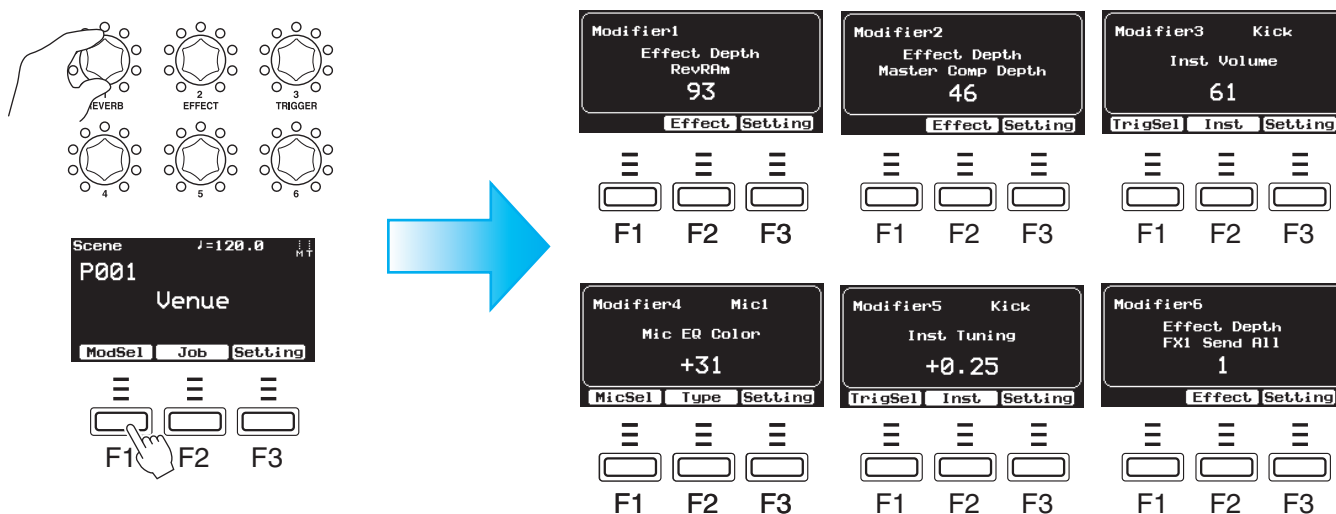 1
EVERB
2
EFFECT
3
TRIGGER
4
5
6
Scene ♩=120.0 M T
P001
Venue
ModSel Job Setting
F1 F2 F3
Modifier1
Effect Depth
RevRAm
93
Effect Setting
F1 F2 F3
Modifier2
Effect Depth
Master Comp Depth
46
Effect Setting
F1 F2 F3
Modifier3 Kick
Inst Volume
61
TrigSel Inst Setting
F1 F2 F3
Modifier4 Mic1
Mic EQ Color
+31
MicSel Type Setting
F1 F2 F3
Modifier5 Kick
Inst Tuning
+0.25
TrigSel Inst Setting
F1 F2 F3
Modifier6
Effect Depth
FX1 Send All
1
Effect Setting
F1 F2 F3